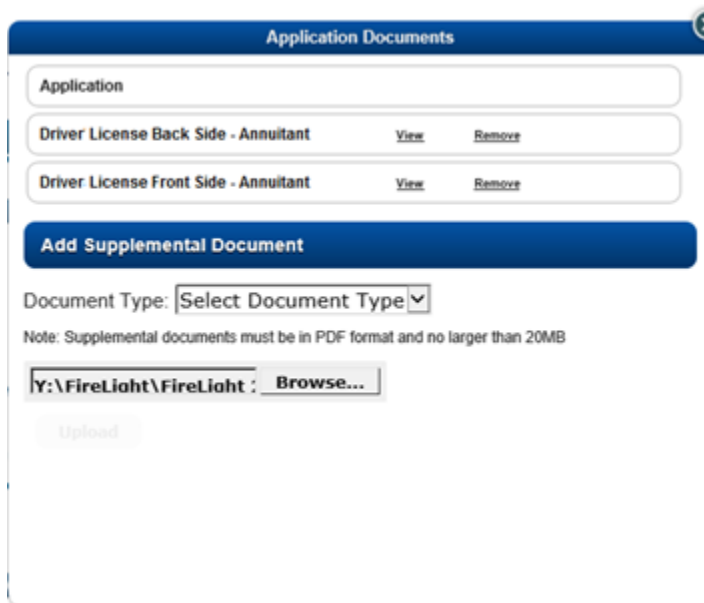 Application Documents
Application
Driver License Back Side - Annuitant View Remove
Driver License Front Side - Annuitant View Remove
Add Supplemental Document
Document Type: Select Document Type
Note: Supplemental documents must be in PDF format and no larger than 20MB
Y:\FireLight\FireLight Browse...
Upload